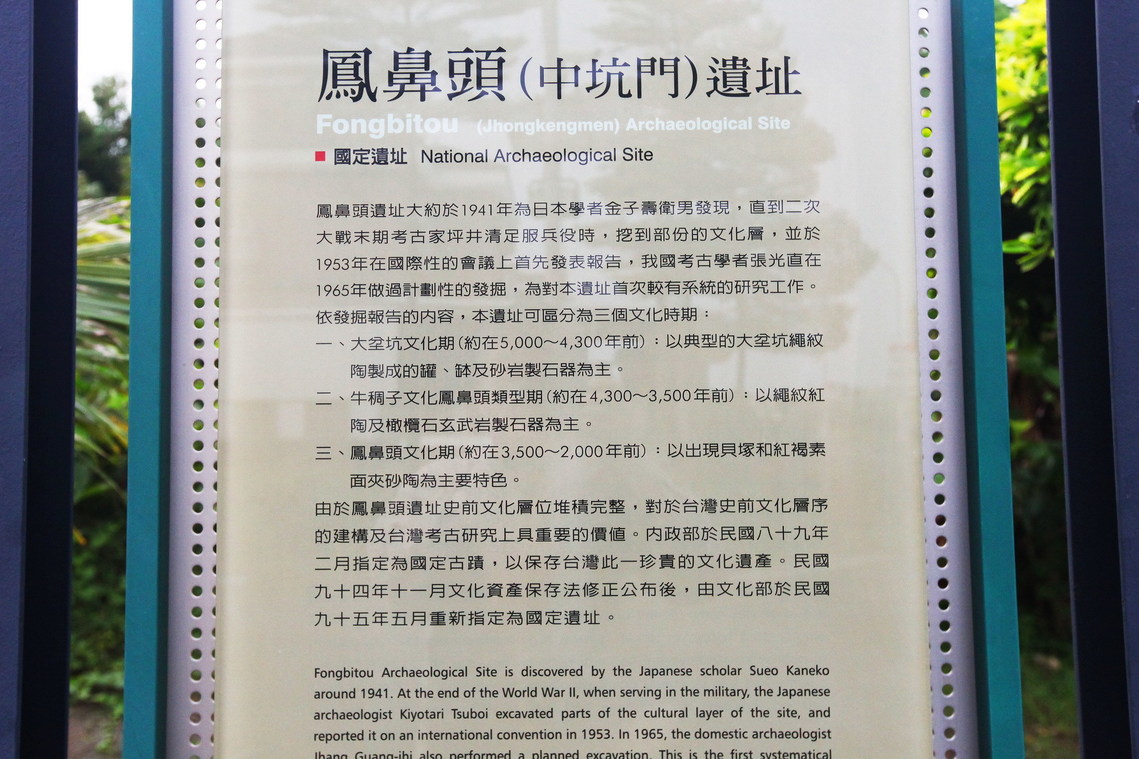 鳳鼻頭(中坑門)遺址
Fongbitou (Jhongkengmen) Archaeological Site
國定遺址 National Archaeological Site
鳳鼻頭遺址大約於1941年為日本學者金子壽衛男發現，直到二次
大戰末期考古家坪井清足服兵役時，挖到部份的文化層，並於
1953年在國際性的會議上首先發表報告，我國考古學者張光直在
1965年做過計劃性的發掘，為對本遺址首次較有系統的研究工作。
依發掘報告的内容，本遺址可區分為三個文化時期：
一、大坌坑文化期(約在5,000～4,300年前)：以典型的大坌坑繩紋
陶製成的罐、缽及砂岩製石器為主。
二、牛稠子文化鳳鼻頭類型期(約在4,300～3,500年前)：以繩紋紅
陶及橄欖石玄武岩製石器為主。
三、鳳鼻頭文化期(約在3,500～2,000年前)：以出現貝塚和紅褐素
面夾砂陶為主要特色。
由於鳳鼻頭遺址史前文化層位堆積完整，對於台灣史前文化層序
的建構及台灣考古研究上具重要的價值。内政部於民國八十九年
二月指定為國定古蹟，以保存台灣此一珍貴的文化遺產。民國
九十四年十一月文化資產保存法修正公布後，由文化部於民國
九十五年五月重新指定為國定遺址。
Fongbitou Archaeological Site is discovered by the Japanese scholar Sueo Kaneko
around 1941. At the end of the World War II, when serving in the military, the Japanese
archaeologist Kiyotari Tsuboi excavated parts of the cultural layer of the site, and
reported it on an international convention in 1953. In 1965, the domestic archaeologist
Jhang Guang-jhi also performed a planned excavation. This is the first systematical